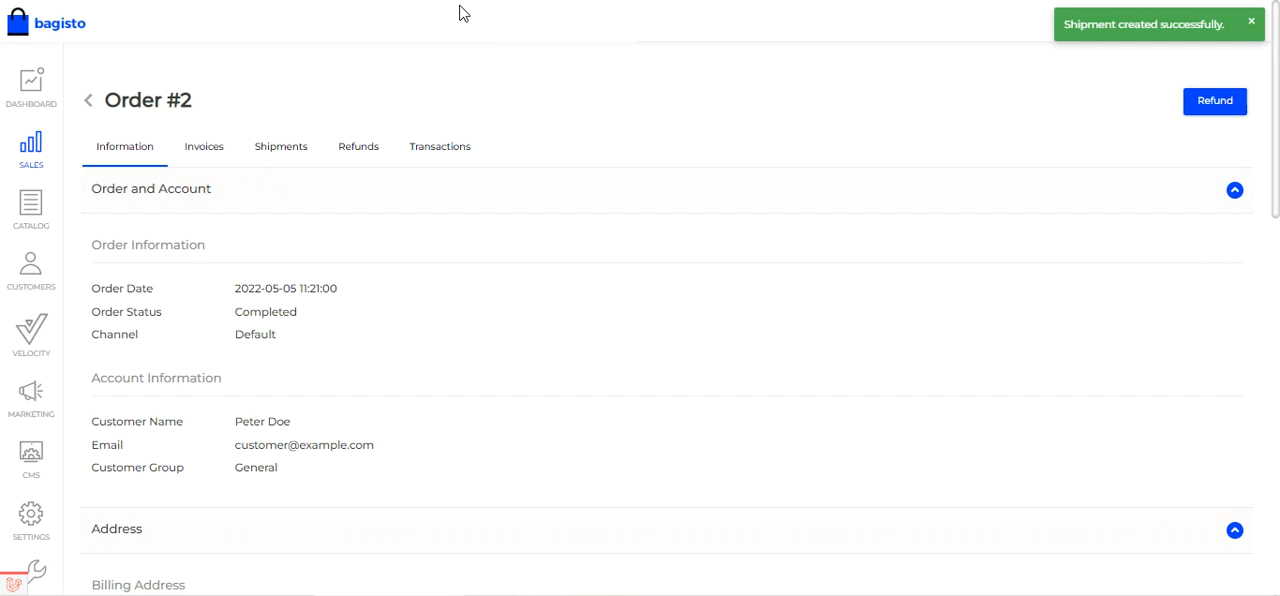 bagisto
Shipment created successfully. ×
DASHBOARD
SALES
CATALOG
CUSTOMERS
VELOCITY
MARKETING
CMS
SETTINGS
Order #2
Refund
Information Invoices Shipments Refunds Transactions
Order and Account
Order Information
Order Date 2022-05-05 11:21:00
Order Status Completed
Channel Default
Account Information
Customer Name Peter Doe
Email customer@example.com
Customer Group General
Address
Billing Address